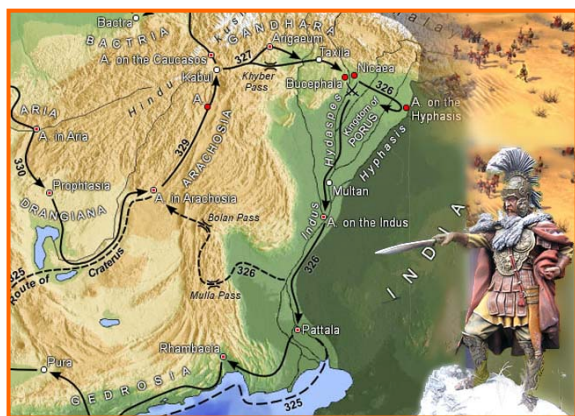 Bactra
BACTRIA
Kush
GANDHARA
Arigaeum
Taxila
A. on the Caucasos
327
Kabul
Khyber Pass
Nicaea
Bucephala
326
A. on the Hyphasis
Hindu
ARIA
A. in Aria
A.
ARACHOSIA
329
Hydaspes
Kingdom of PORUS
Hyphasis
330
Prophtasia
DRANGIANA
A. in Arachosia
Multan
Bolan Pass
Indus
A. on the Indus
INDIA
325
Route of Craterus
326
Mulla Pass
326
Pattala
Rhambacia
Pura
GEDROSIA
325